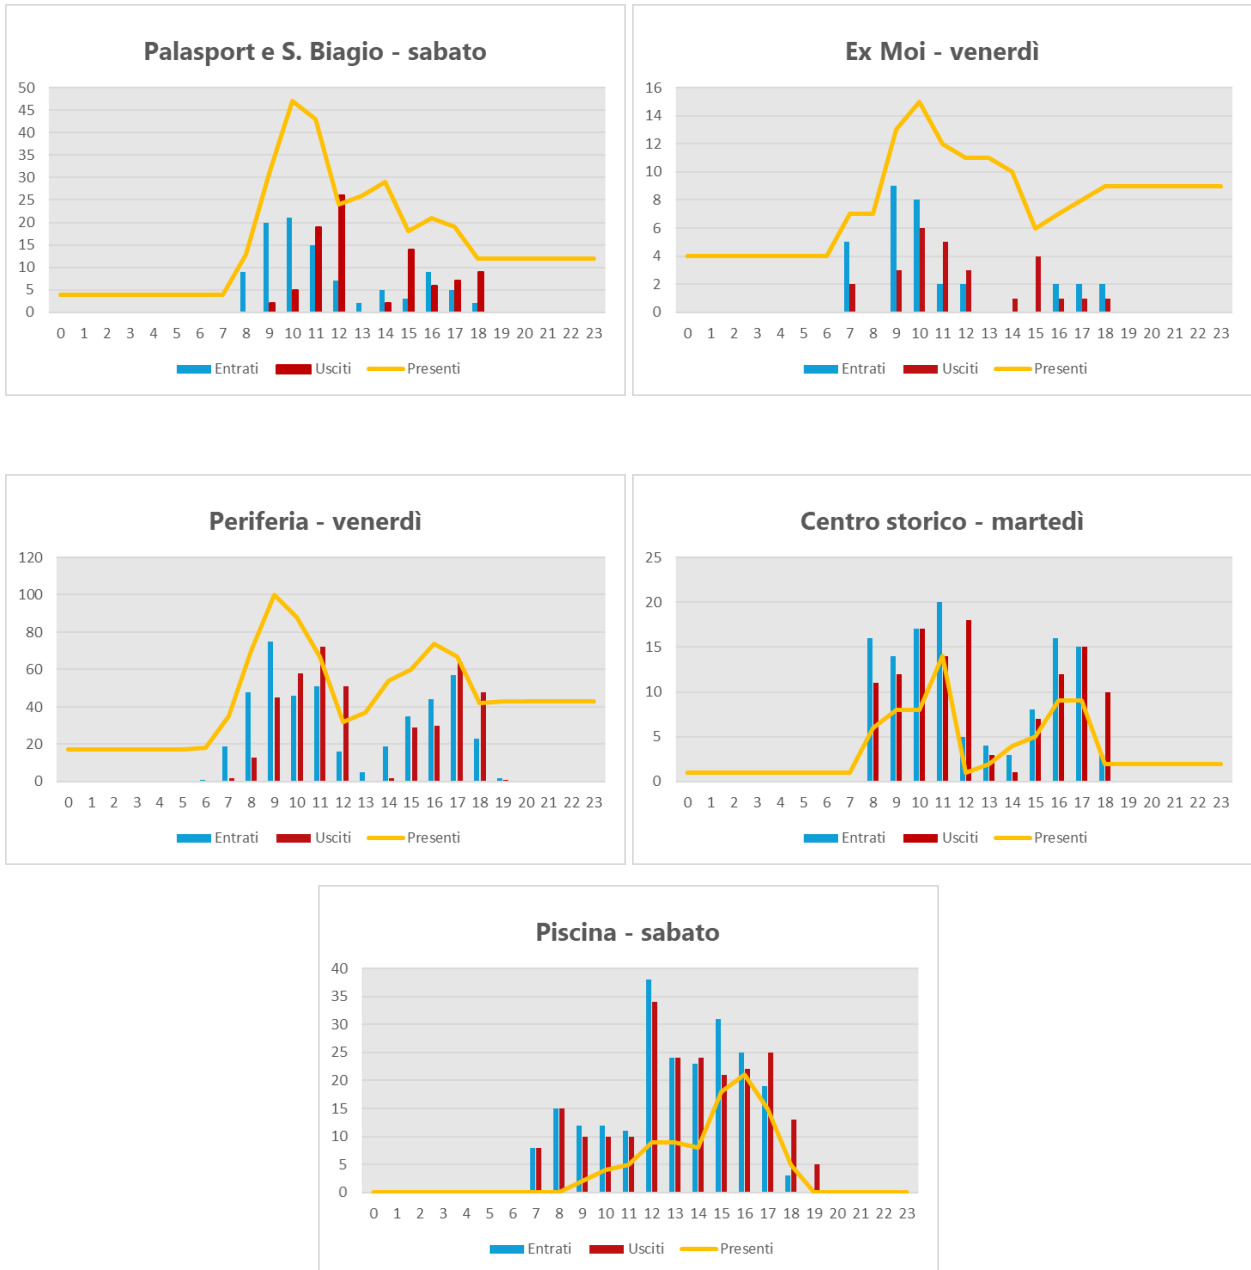 Palasport e S. Biagio - sabato
50
45
40
35
30
25
20
15
10
5
0
0 1 2 3 4 5 6 7 8 9 10 11 12 13 14 15 16 17 18 19 20 21 22 23
Entrati Usciti Presenti
Ex Moi - venerdì
16
14
12
10
8
6
4
2
0
0 1 2 3 4 5 6 7 8 9 10 11 12 13 14 15 16 17 18 19 20 21 22 23
Entrati Usciti Presenti
Periferia - venerdì
120
100
80
60
40
20
0
0 1 2 3 4 5 6 7 8 9 10 11 12 13 14 15 16 17 18 19 20 21 22 23
Entrati Usciti Presenti
Centro storico - martedì
25
20
15
10
5
0
0 1 2 3 4 5 6 7 8 9 10 11 12 13 14 15 16 17 18 19 20 21 22 23
Entrati Usciti Presenti
Piscina - sabato
40
35
30
25
20
15
10
5
0
0 1 2 3 4 5 6 7 8 9 10 11 12 13 14 15 16 17 18 19 20 21 22 23
Entrati Usciti Presenti